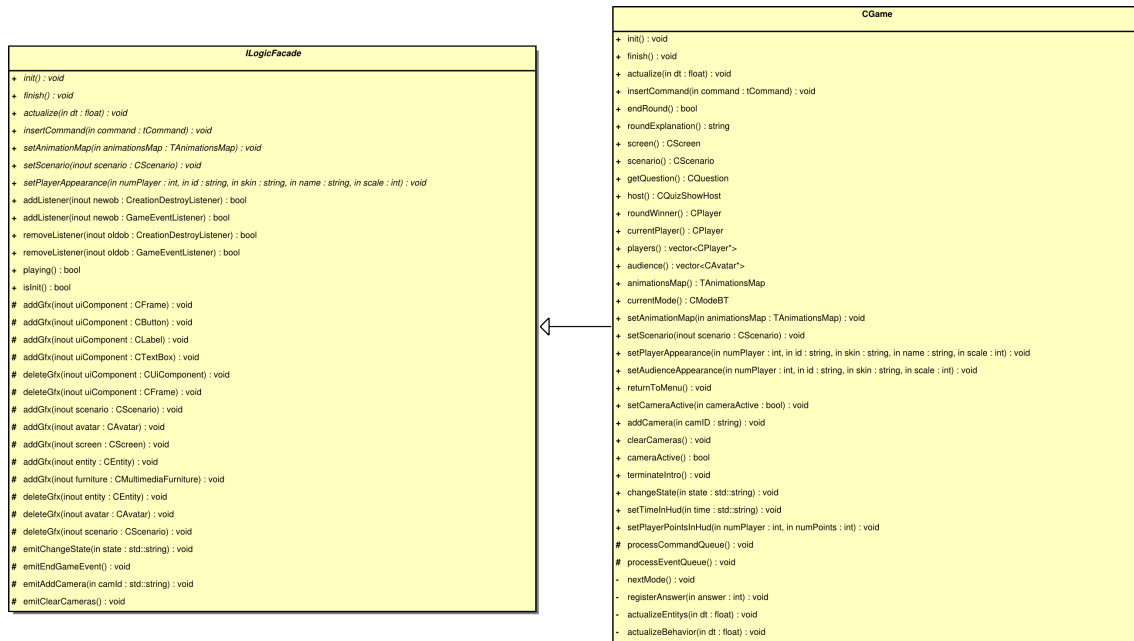 ILogicFacade
+ init() : void
+ finish() : void
+ actualize(in dt : float) : void
+ insertCommand(in command : tCommand) : void
+ setAnimationMap(in animationsMap : TAnimationsMap) : void
+ setScenario(inout scenario : CScenario) : void
+ setPlayerAppearance(in numPlayer : int, in id : string, in skin : string, in name : string, in scale : int) : void
+ addListener(inout newob : CreationDestroyListener) : bool
+ addListener(inout newob : GameEventListener) : bool
+ removeListener(inout oldob : CreationDestroyListener) : bool
+ removeListener(inout oldob : GameEventListener) : bool
+ playing() : bool
+ isInit() : bool
# addGfx(inout uiComponent : CFrame) : void
# addGfx(inout uiComponent : CButton) : void
# addGfx(inout uiComponent : CLabel) : void
# addGfx(inout uiComponent : CTextBox) : void
# deleteGfx(inout uiComponent : CUiComponent) : void
# deleteGfx(inout uiComponent : CFrame) : void
# addGfx(inout scenario : CScenario) : void
# addGfx(inout avatar : CAvatar) : void
# addGfx(inout screen : CScreen) : void
# addGfx(inout entity : CEntity) : void
# addGfx(inout furniture : CMultimediaFurniture) : void
# deleteGfx(inout entity : CEntity) : void
# deleteGfx(inout avatar : CAvatar) : void
# deleteGfx(inout scenario : CScenario) : void
# emitChangeState(in state : std::string) : void
# emitEndGameEvent() : void
# emitAddCamera(in camId : std::string) : void
# emitClearCameras() : void
CGame
+ init() : void
+ finish() : void
+ actualize(in dt : float) : void
+ insertCommand(in command : tCommand) : void
+ endRound() : bool
+ roundExplanation() : string
+ screen() : CScreen
+ scenario() : CScenario
+ getQuestion() : CQuestion
+ host() : CQuizShowHost
+ roundWinner() : CPlayer
+ currentPlayer() : CPlayer
+ players() : vector<CPlayer*>
+ audience() : vector<CAvatar*>
+ animationsMap() : TAnimationsMap
+ currentMode() : CModeBT
+ setAnimationMap(in animationsMap : TAnimationsMap) : void
+ setScenario(inout scenario : CScenario) : void
+ setPlayerAppearance(in numPlayer : int, in id : string, in skin : string, in name : string, in scale : int) : void
+ setAudienceAppearance(in numPlayer : int, in id : string, in skin : string, in scale : int) : void
+ returnToMenu() : void
+ setCameraActive(in cameraActive : bool) : void
+ addCamera(in camID : string) : void
+ clearCameras() : void
+ cameraActive() : bool
+ terminateIntro() : void
+ changeState(in state : std::string) : void
+ setTimeInHud(in time : std::string) : void
+ setPlayerPointsInHud(in numPlayer : int, in numPoints : int) : void
# processCommandQueue() : void
# processEventQueue() : void
- nextMode() : void
- registerAnswer(in answer : int) : void
- actualizeEntitys(in dt : float) : void
- actualizeBehavior(in dt : float) : void